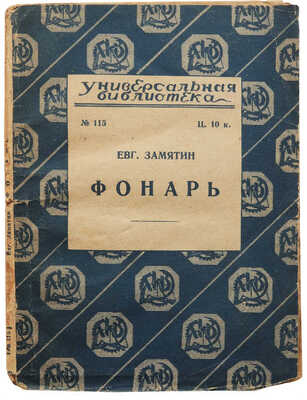 Универсальная
библиотека
№ 115 Ц. 10 к.
ЕВГ. ЗАМЯТИН
ФОНАРЬ